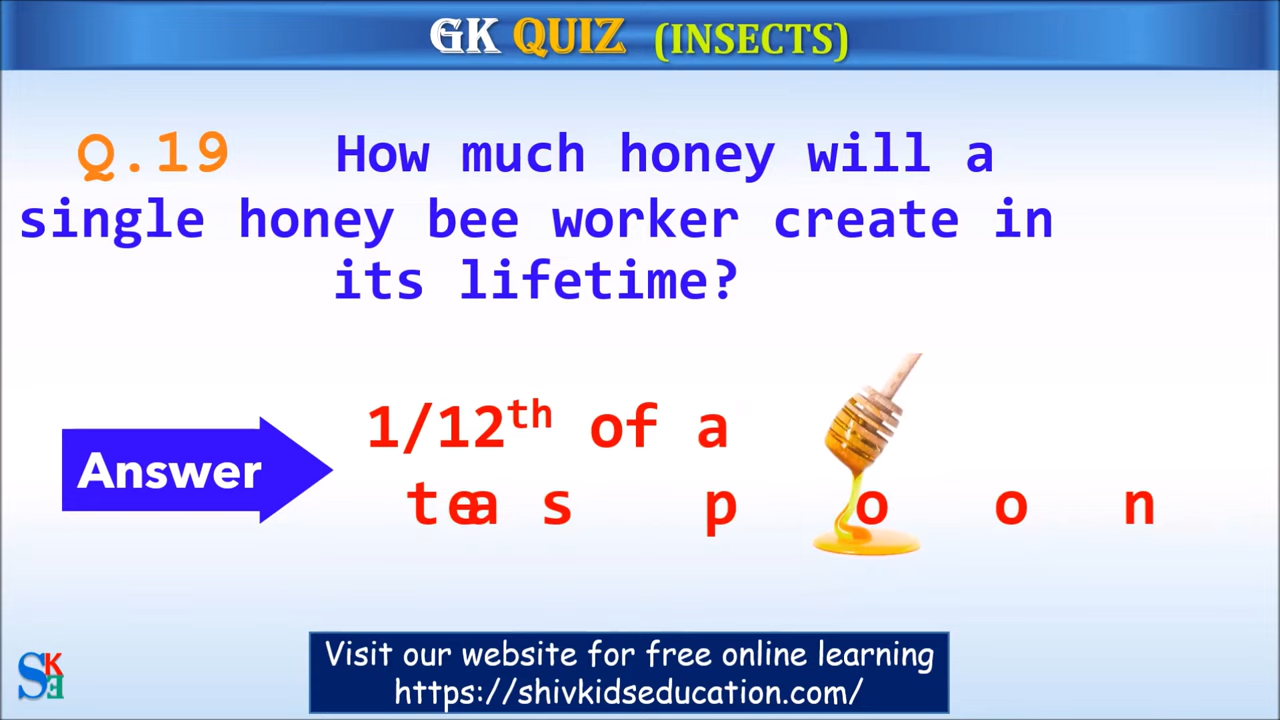 GK QUIZ (INSECTS)
Q.19 How much honey will a
single honey bee worker create in
its lifetime?
Answer
1/12th of a
teaspoon
SKE
Visit our website for free online learning
https://shivkidseducation.com/